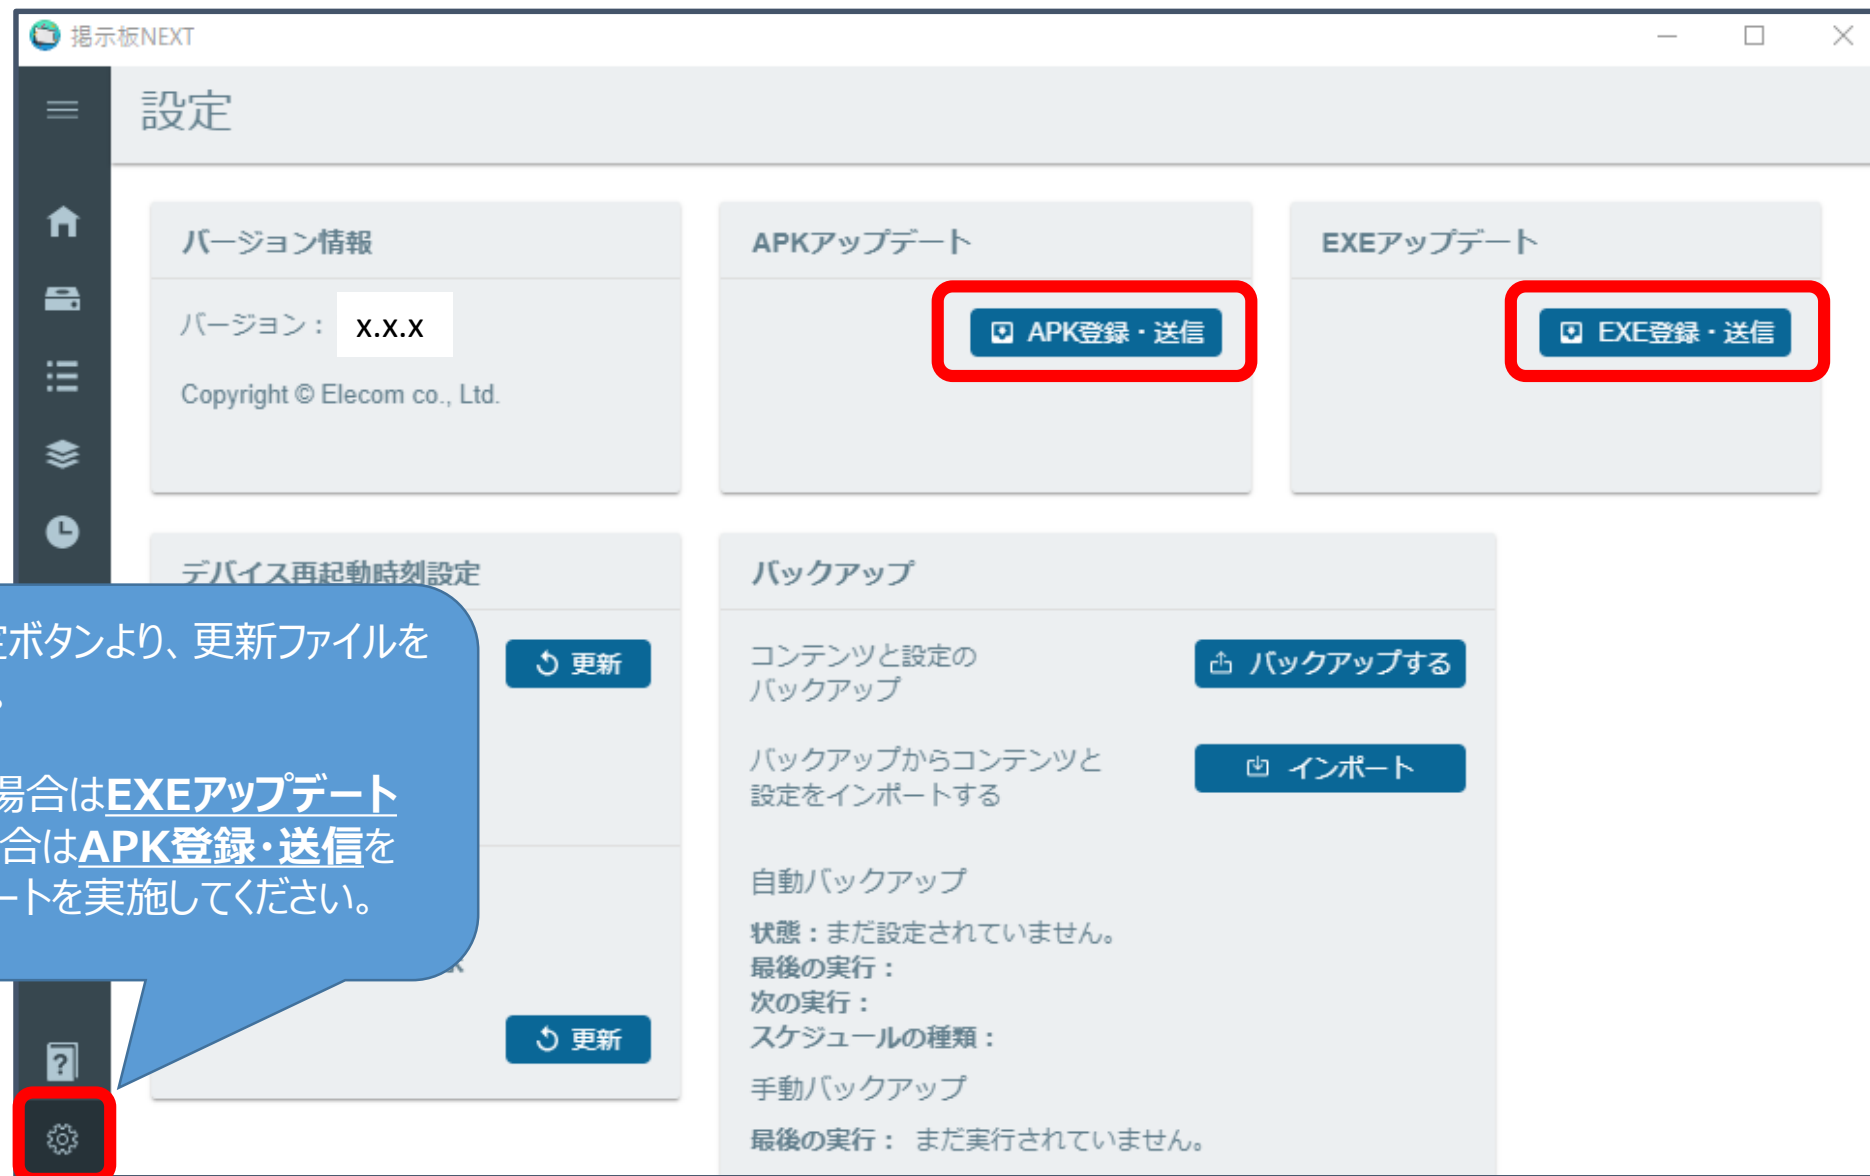 掲示板NEXT
設定
バージョン情報
バージョン： x.x.x
Copyright © Elecom co., Ltd.
APKアップデート
APK登録・送信
EXEアップデート
EXE登録・送信
デバイス再起動時刻設定
更新
更新
ボタンより、更新ファイルを
。
場合はEXEアップデート
合はAPK登録・送信を
ートを実施してください。
バックアップ
コンテンツと設定の
バックアップ
バックアップする
バックアップからコンテンツと
設定をインポートする
インポート
自動バックアップ
状態：まだ設定されていません。
最後の実行：
次の実行：
スケジュールの種類：
手動バックアップ
最後の実行： まだ実行されていません。